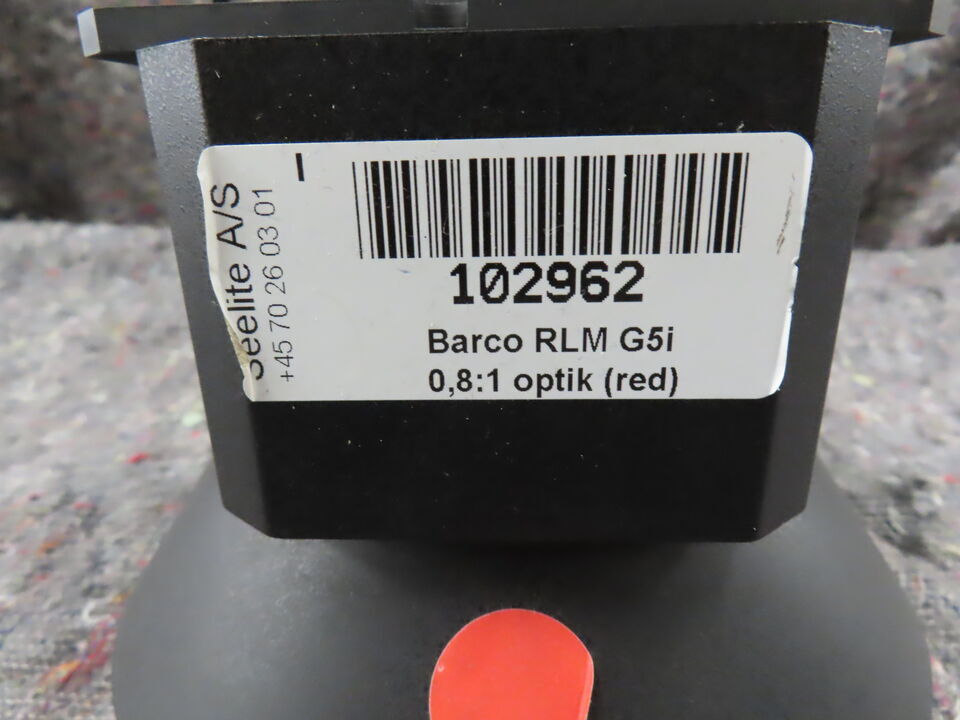 Seelite A/S
+45 70 26 03 01
102962
Barco RLM G5i
0,8:1 optik (red)